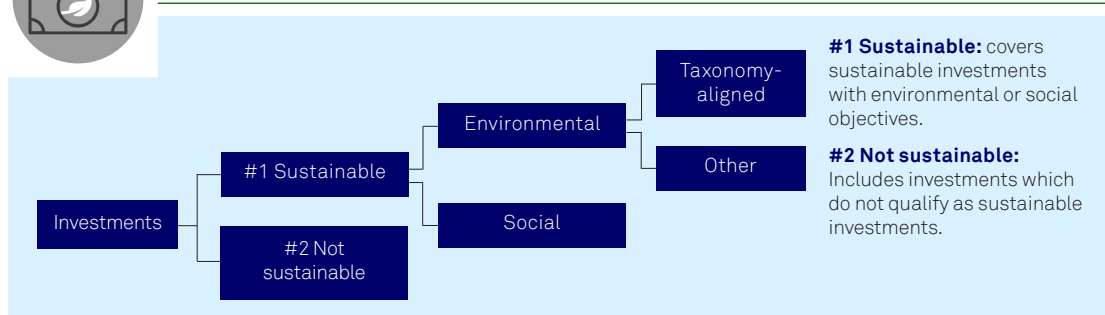 Investments
#1 Sustainable
#2 Not
sustainable
Environmental
Social
Taxonomy-
aligned
Other
#1 Sustainable: covers
sustainable investments
with environmental or social
objectives.
#2 Not sustainable:
Includes investments which
do not qualify as sustainable
investments.